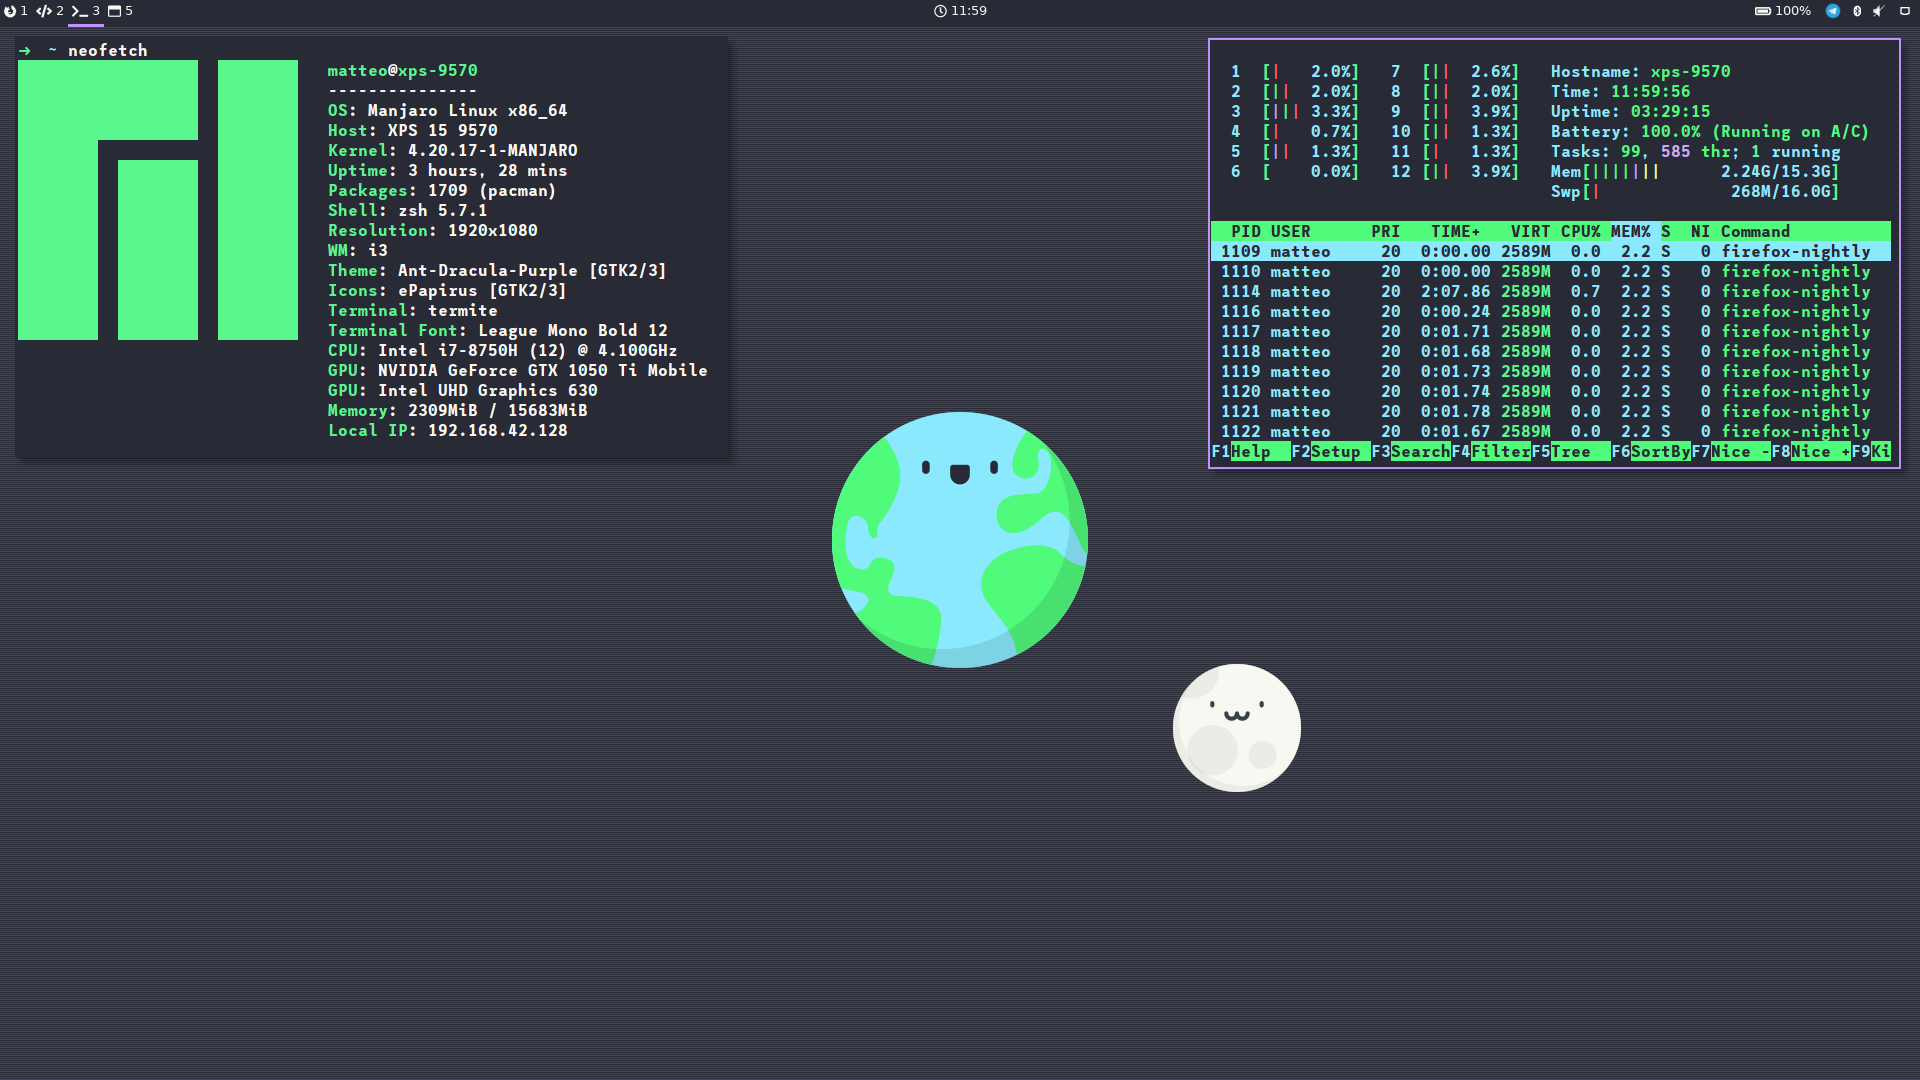 1 2 3 5
11:59
100%
➜ ~ neofetch
matteo@xps-9570
---------------
OS: Manjaro Linux x86_64
Host: XPS 15 9570
Kernel: 4.20.17-1-MANJARO
Uptime: 3 hours, 28 mins
Packages: 1709 (pacman)
Shell: zsh 5.7.1
Resolution: 1920x1080
WM: i3
Theme: Ant-Dracula-Purple [GTK2/3]
Icons: ePapirus [GTK2/3]
Terminal: termite
Terminal Font: League Mono Bold 12
CPU: Intel i7-8750H (12) @ 4.100GHz
GPU: NVIDIA GeForce GTX 1050 Ti Mobile
GPU: Intel UHD Graphics 630
Memory: 2309MiB / 15683MiB
Local IP: 192.168.42.128
1 [| 2.0%] 7 [|| 2.6%] Hostname: xps-9570
2 [|| 2.0%] 8 [|| 2.0%] Time: 11:59:56
3 [||| 3.3%] 9 [|| 3.9%] Uptime: 03:29:15
4 [| 0.7%] 10 [|| 1.3%] Battery: 100.0% (Running on A/C)
5 [|| 1.3%] 11 [| 1.3%] Tasks: 99, 585 thr; 1 running
6 [ 0.0%] 12 [|| 3.9%] Mem[||||||| 2.24G/15.3G]
Swp[| 268M/16.0G]
PID USER PRI TIME+ VIRT CPU% MEM% S NI Command
1109 matteo 20 0:00.00 2589M 0.0 2.2 S 0 firefox-nightly
1110 matteo 20 0:00.00 2589M 0.0 2.2 S 0 firefox-nightly
1114 matteo 20 2:07.86 2589M 0.7 2.2 S 0 firefox-nightly
1116 matteo 20 0:00.24 2589M 0.0 2.2 S 0 firefox-nightly
1117 matteo 20 0:01.71 2589M 0.0 2.2 S 0 firefox-nightly
1118 matteo 20 0:01.68 2589M 0.0 2.2 S 0 firefox-nightly
1119 matteo 20 0:01.73 2589M 0.0 2.2 S 0 firefox-nightly
1120 matteo 20 0:01.74 2589M 0.0 2.2 S 0 firefox-nightly
1121 matteo 20 0:01.78 2589M 0.0 2.2 S 0 firefox-nightly
1122 matteo 20 0:01.67 2589M 0.0 2.2 S 0 firefox-nightly
F1Help F2Setup F3SearchF4FilterF5Tree F6SortByF7Nice -F8Nice +F9Ki